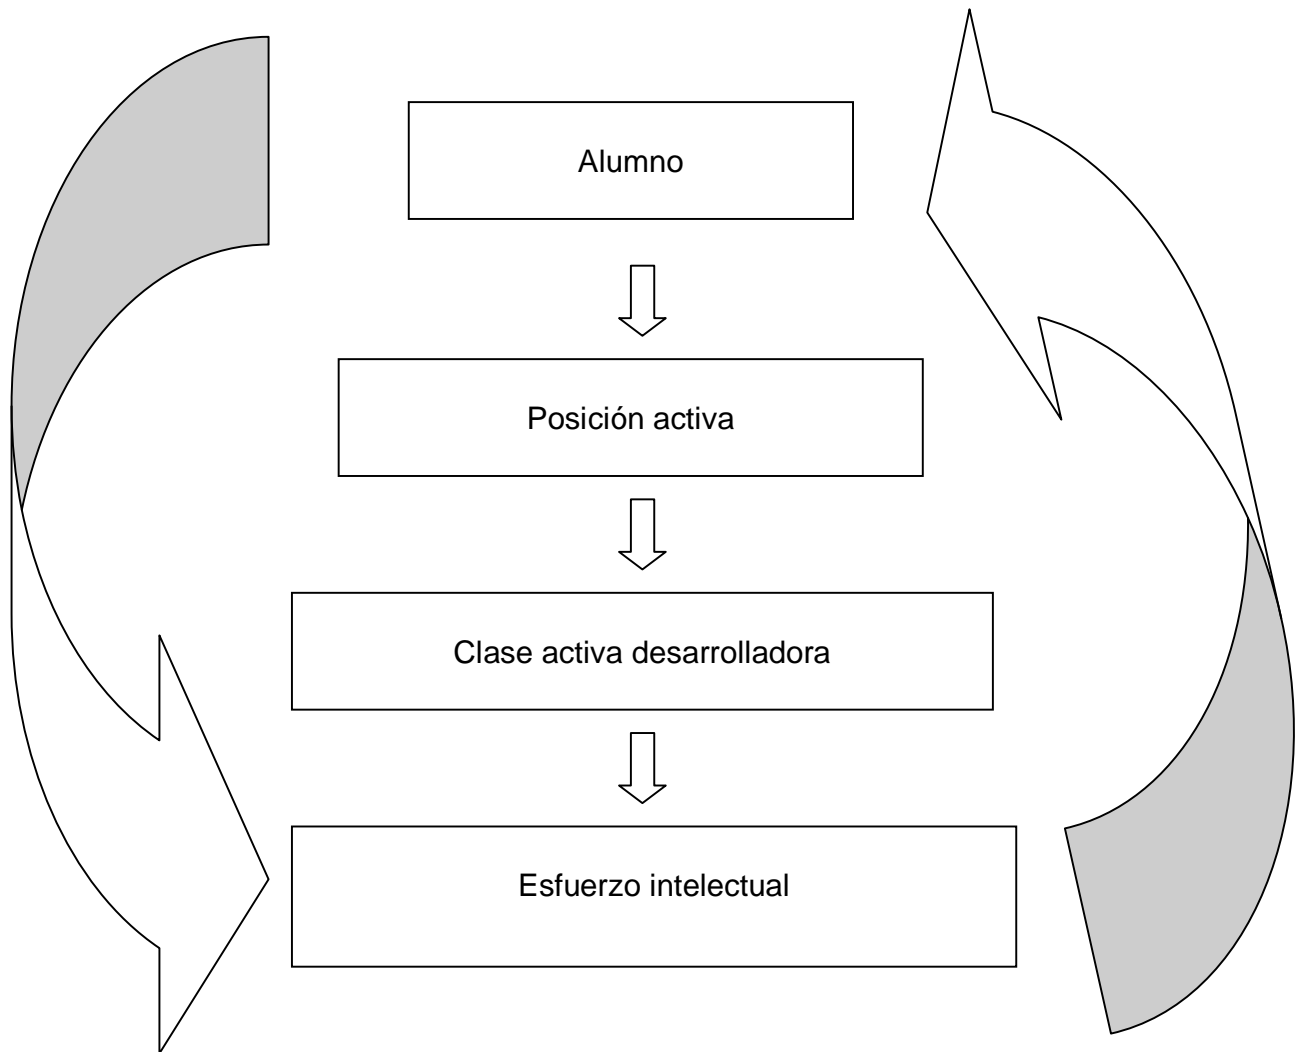 Alumno
Posición activa
Clase activa desarrolladora
Esfuerzo intelectual